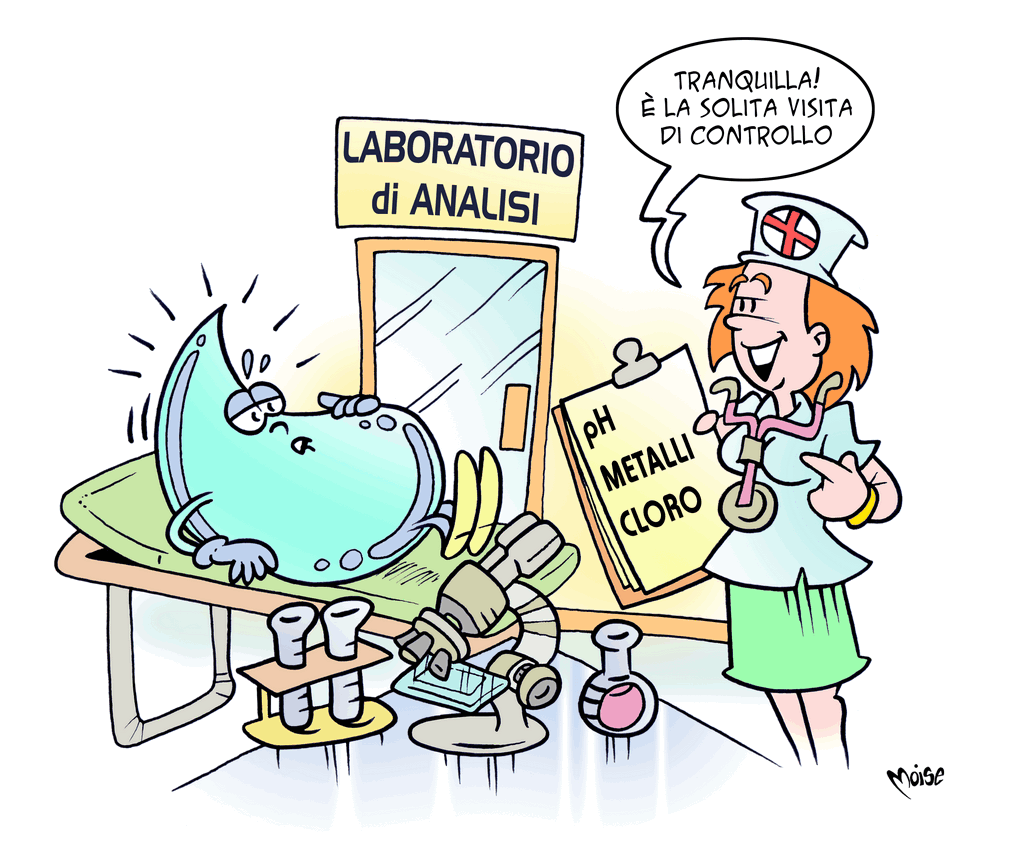 TRANQUILLA!
È LA SOLITA VISITA
DI CONTROLLO
LABORATORIO
di ANALISI
pH
METALLI
CLORO
Moise